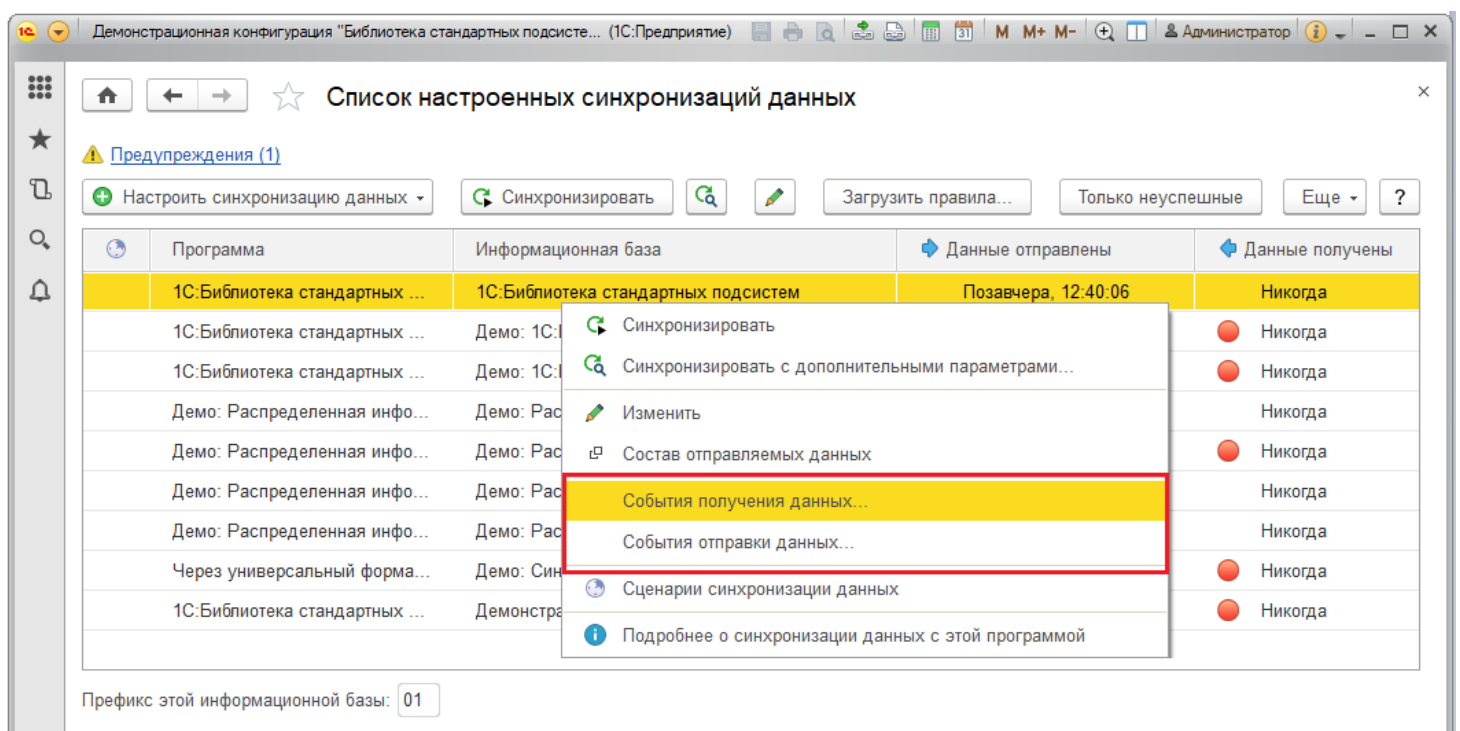 1С Демонстрационная конфигурация "Библиотека стандартных подсисте... (1С:Предприятие) 31 M M+ M- Администратор
Список настроенных синхронизаций данных
Предупреждения (1)
Настроить синхронизацию данных Синхронизировать Загрузить правила... Только неуспешные Еще ?
Программа Информационная база Данные отправлены Данные получены
1С:Библиотека стандартных ... 1С:Библиотека стандартных подсистем Позавчера, 12:40:06 Никогда
1С:Библиотека стандартных ... Демо: 1С: Никогда
1С:Библиотека стандартных ... Демо: 1С: Никогда
Демо: Распределенная инфо... Демо: Рас Никогда
Демо: Распределенная инфо... Демо: Рас Никогда
Демо: Распределенная инфо... Демо: Рас Никогда
Демо: Распределенная инфо... Демо: Рас Никогда
Через универсальный форма... Демо: Син Никогда
1С:Библиотека стандартных ... Демонстра Никогда
Синхронизировать
Синхронизировать с дополнительными параметрами...
Изменить
Состав отправляемых данных
События получения данных...
События отправки данных...
Сценарии синхронизации данных
Подробнее о синхронизации данных с этой программой
Префикс этой информационной базы: 01